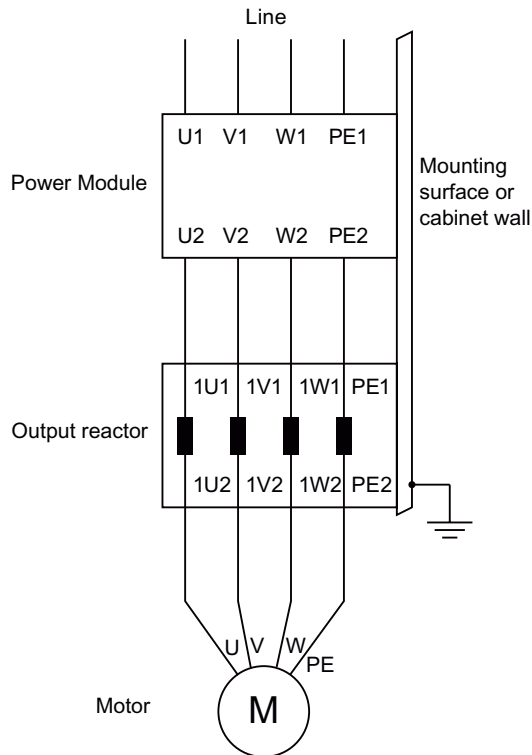 Line
U1 V1 W1 PE1
Power Module
Mounting
surface or
cabinet wall
U2 V2 W2 PE2
1U1 1V1 1W1 PE1
Output reactor
1U2 1V2 1W2 PE2
U V W
PE
Motor
M